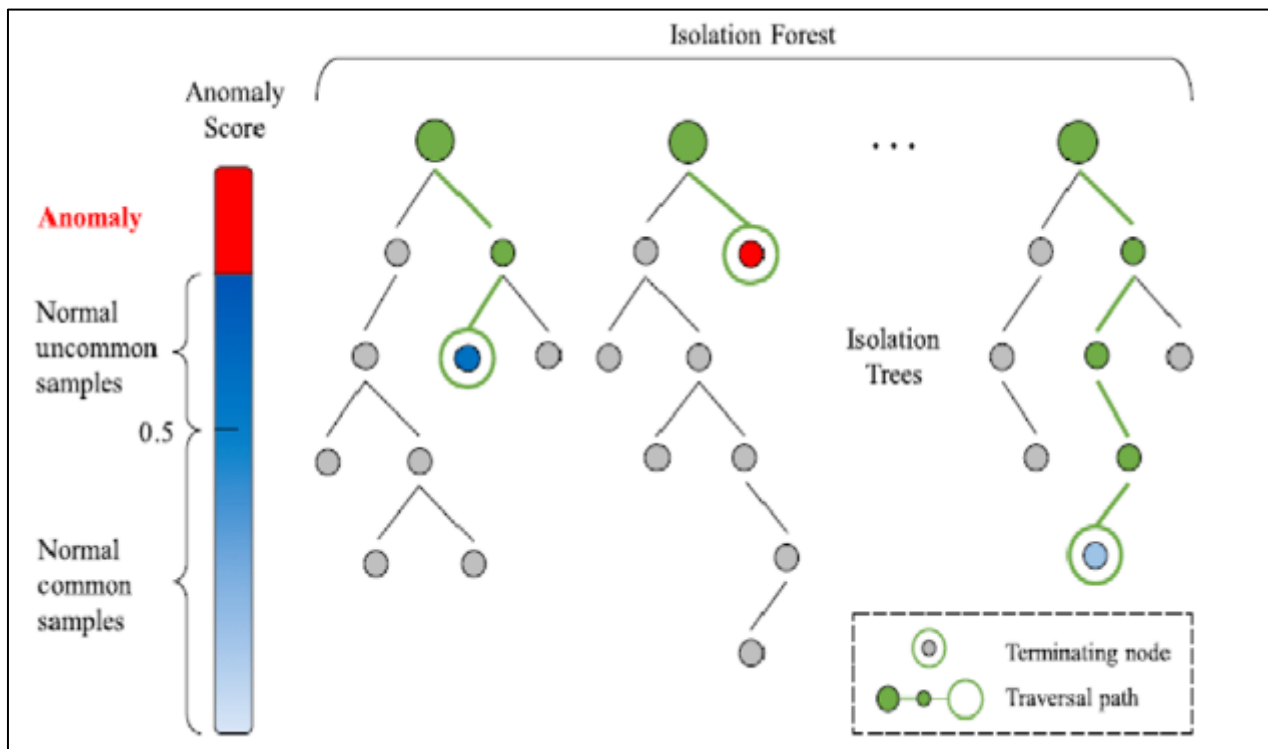 Isolation Forest
Anomaly
Score
Anomaly
Normal
uncommon
samples
0.5
Normal
common
samples
...
Isolation
Trees
Terminating node
Traversal path